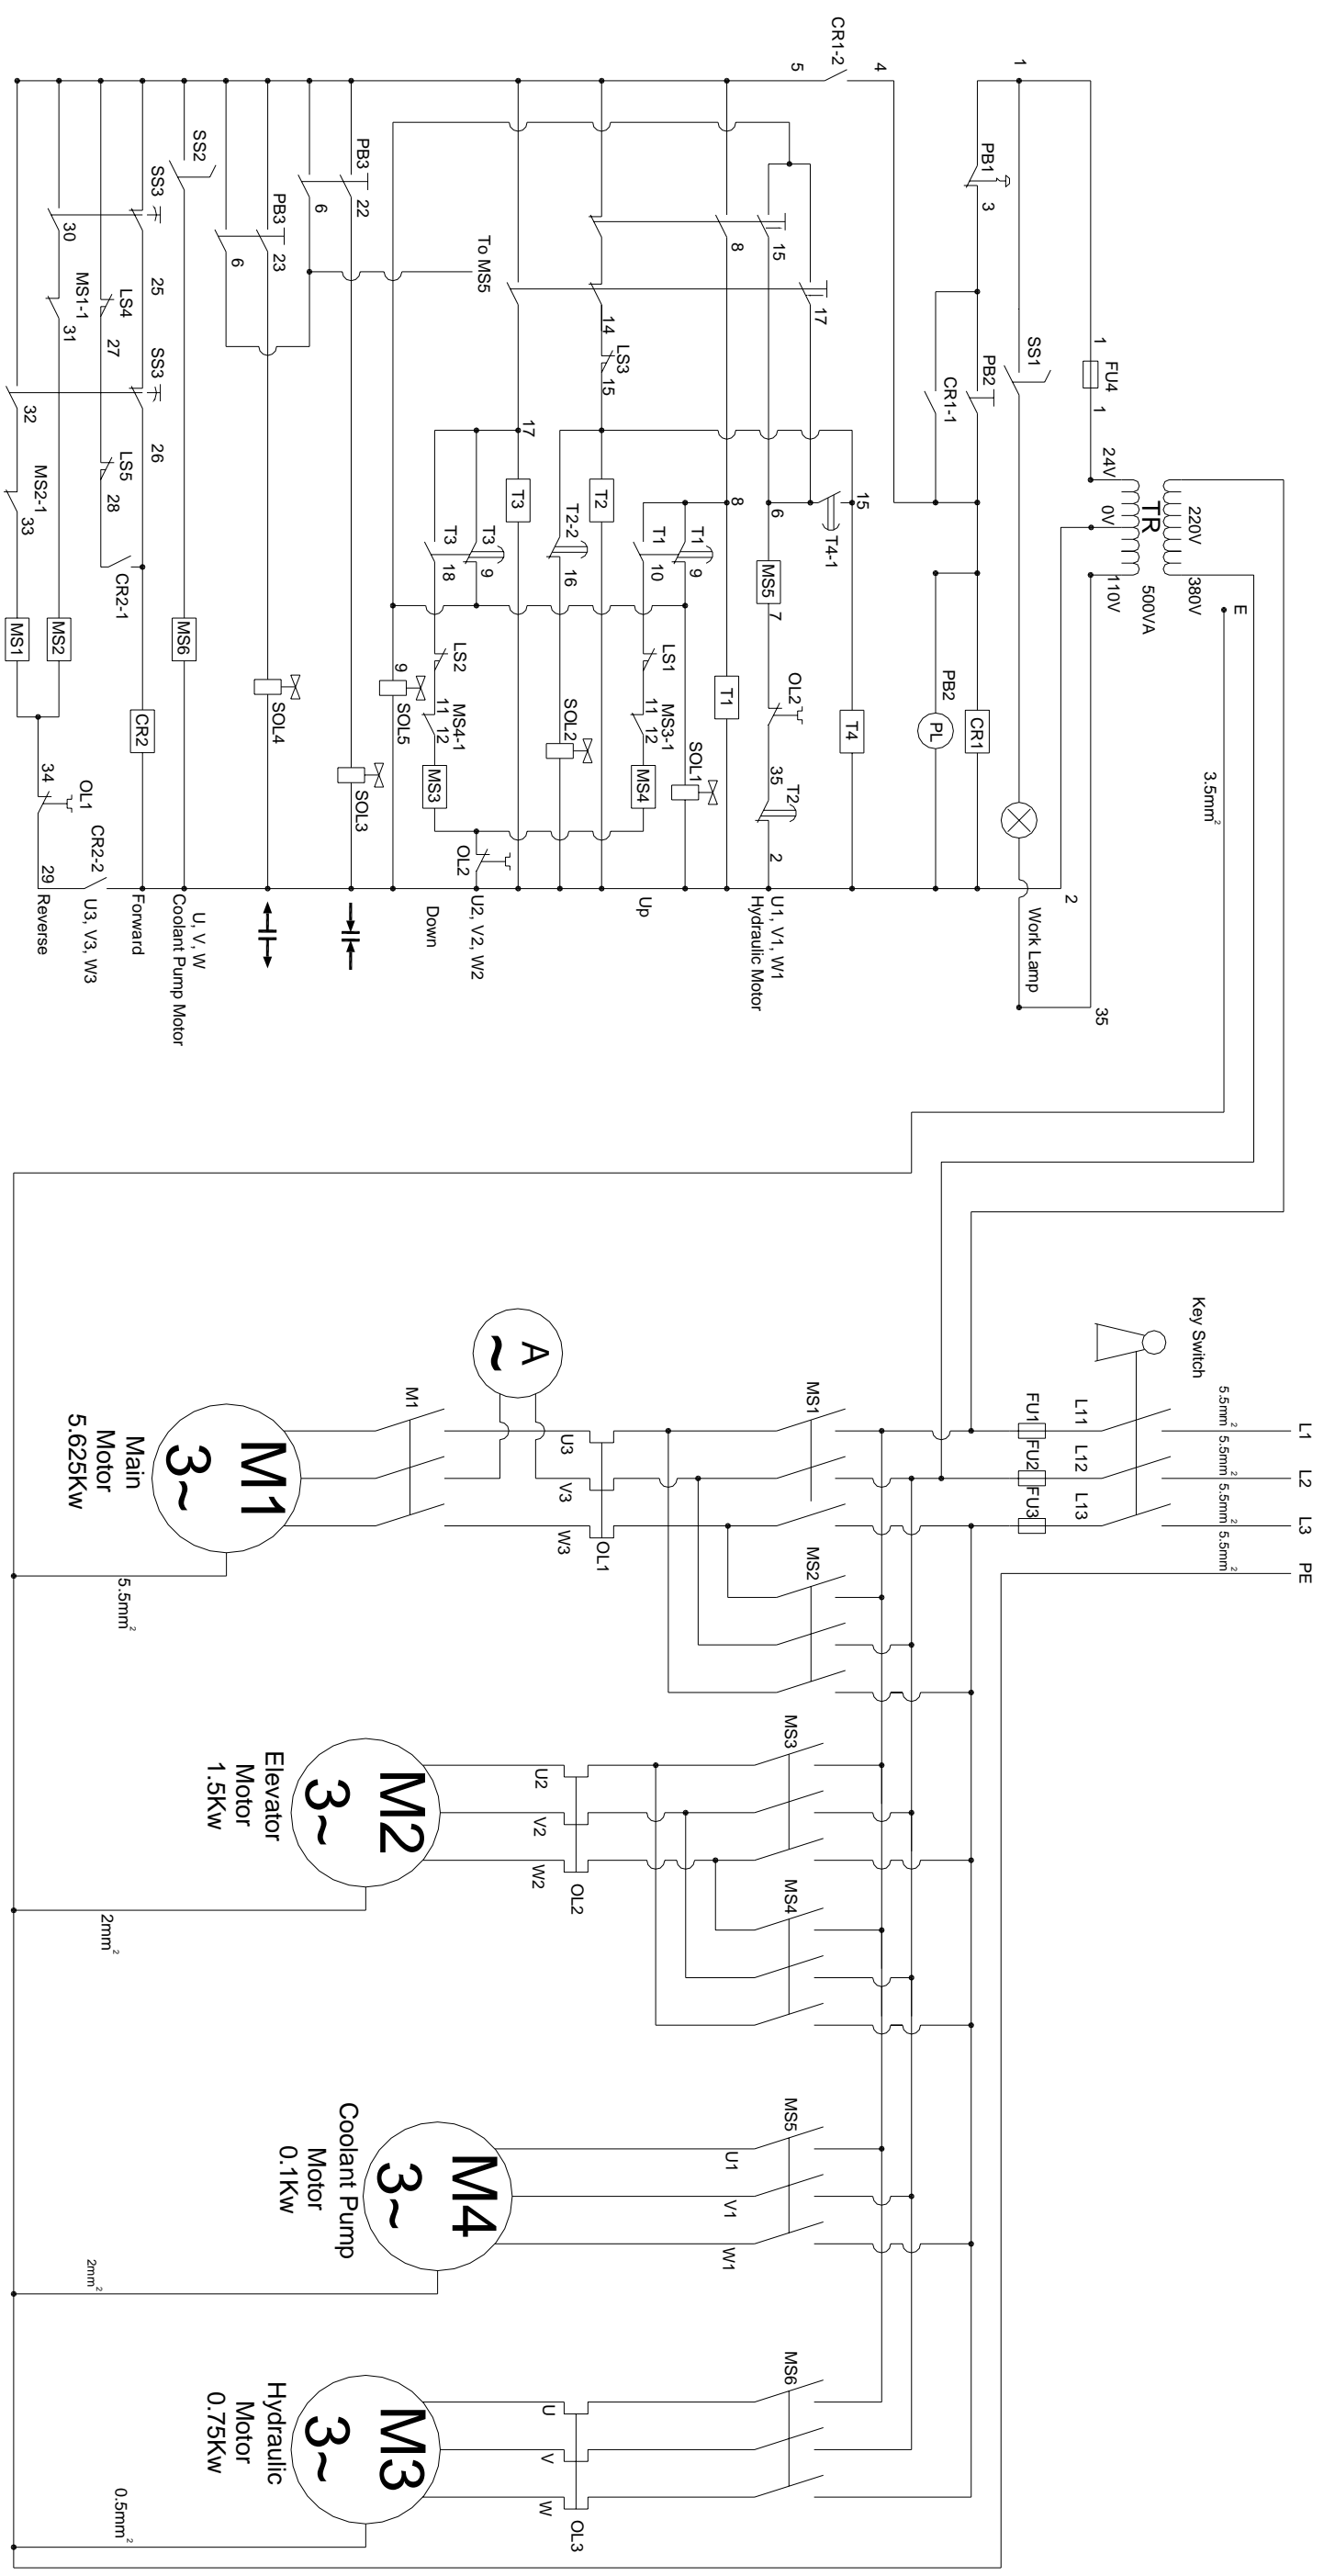 L1
L2
L3
PE
5.5mm²
5.5mm²
5.5mm²
5.5mm²
Key Switch
L11
L12
L13
FU1
FU2
FU3
MS1
MS2
MS3
MS4
MS5
MS6
U3
V3
W3
OL1
A
~
M1
M1
3~
Main
Motor
5.625Kw
5.5mm²
U2
V2
W2
OL2
M2
3~
Elevator
Motor
1.5Kw
2mm²
U1
V1
W1
M4
3~
Coolant Pump
Motor
0.1Kw
2mm²
U
V
W
OL3
M3
3~
Hydraulic
Motor
0.75Kw
0.5mm²
220V
380V
E
TR
500VA
24V
0V
110V
3.5mm²
1
FU4
1
1
SS1
Work Lamp
35
2
PB1
3
PB2
CR1-1
CR1
PB2
PL
4
CR1-2
5
15
17
8
14
LS3
15
15
T4-1
T4
6
MS5
7
OL2
35
T2
2
U1, V1, W1
Hydraulic Motor
8
T1
T1
9
T1
10
LS1
11
MS3-1
12
MS4
SOL1
Up
T2
T2-2
16
SOL2
To MS5
17
T3
T3
9
T3
18
LS2
11
MS4-1
12
MS3
OL2
U2, V2, W2
Down
9
SOL5
PB3
22
6
SOL3
PB3
23
6
SOL4
SS2
MS6
U, V, W
Coolant Pump Motor
SS3
25
SS3
26
CR2
Forward
LS4
27
LS5
28
CR2-1
30
MS1-1
31
MS2
32
MS2-1
33
MS1
34
OL1
29
CR2-2
U3, V3, W3
Reverse